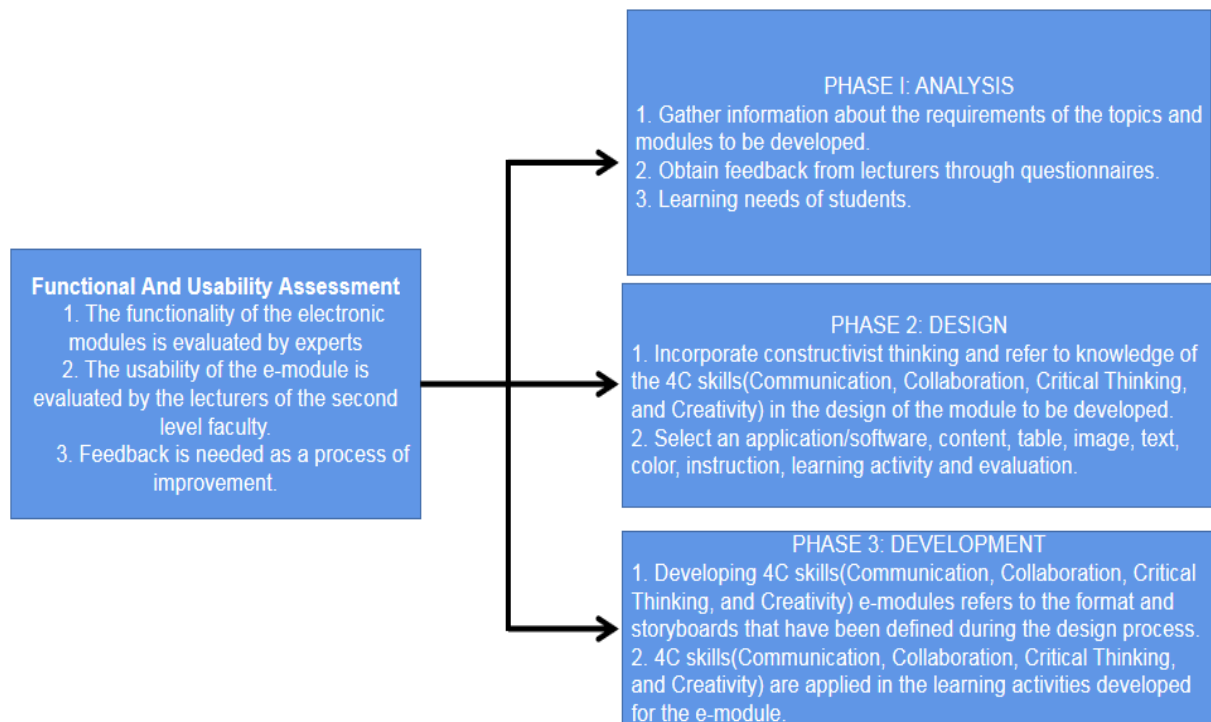 Functional And Usability Assessment
1. The functionality of the electronic
modules is evaluated by experts
2. The usability of the e-module is
evaluated by the lecturers of the second
level faculty.
3. Feedback is needed as a process of
improvement.
PHASE I: ANALYSIS
1. Gather information about the requirements of the topics and
modules to be developed.
2. Obtain feedback from lecturers through questionnaires.
3. Learning needs of students.
PHASE 2: DESIGN
1. Incorporate constructivist thinking and refer to knowledge of
the 4C skills(Communication, Collaboration, Critical Thinking,
and Creativity) in the design of the module to be developed.
2. Select an application/software, content, table, image, text,
color, instruction, learning activity and evaluation.
PHASE 3: DEVELOPMENT
1. Developing 4C skills(Communication, Collaboration, Critical
Thinking, and Creativity) e-modules refers to the format and
storyboards that have been defined during the design process.
2. 4C skills(Communication, Collaboration, Critical Thinking,
and Creativity) are applied in the learning activities developed
for the e-module.